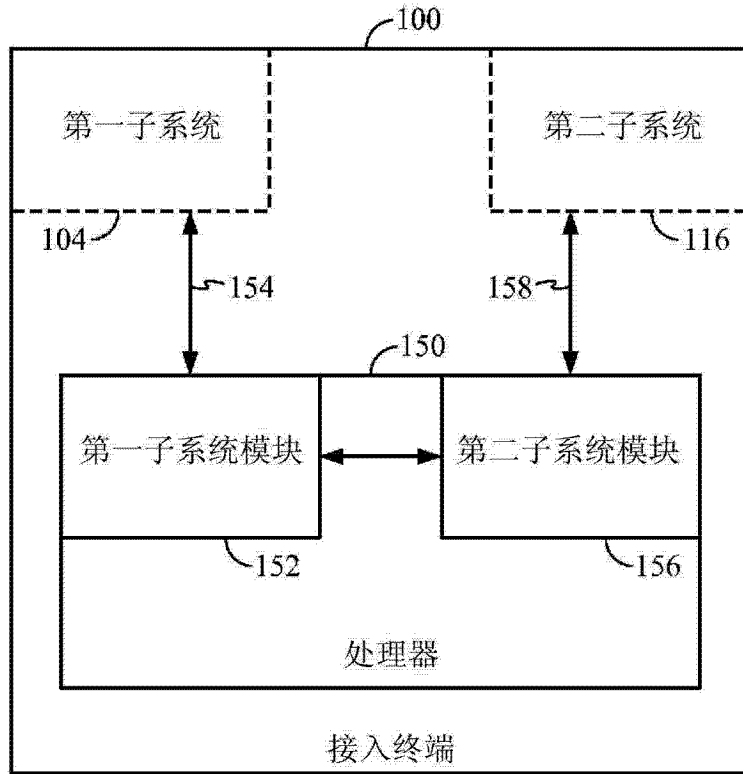 100
第一子系统
第二子系统
104
116
154
158
150
第一子系统模块
第二子系统模块
152
156
处理器
接入终端